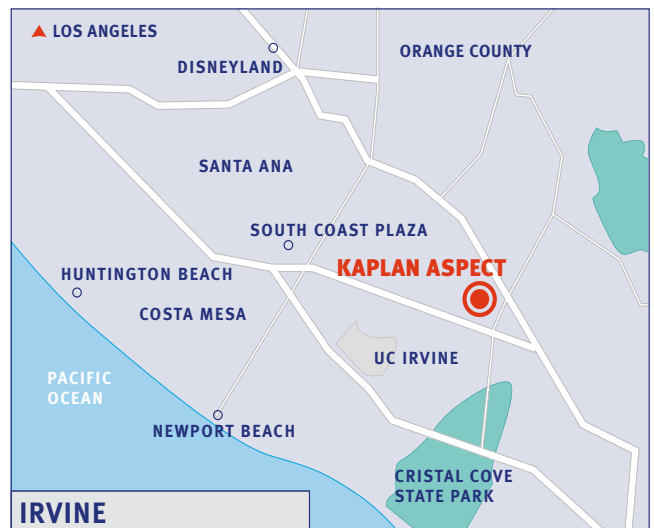 LOS ANGELES
ORANGE COUNTY
DISNEYLAND
SANTA ANA
SOUTH COAST PLAZA
KAPLAN ASPECT
HUNTINGTON BEACH
COSTA MESA
UC IRVINE
PACIFIC
OCEAN
NEWPORT BEACH
CRISTAL COVE
STATE PARK
IRVINE